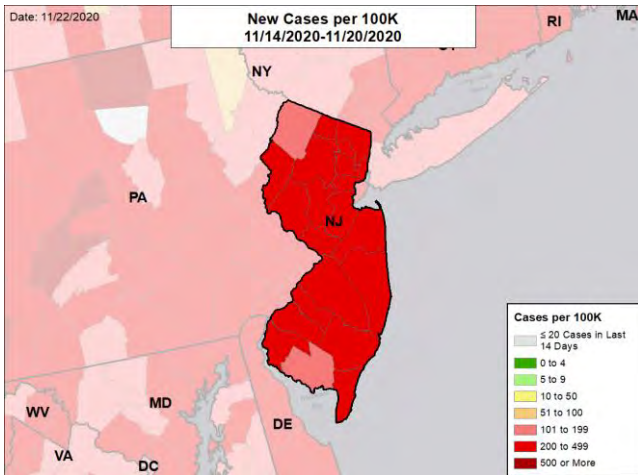 Date: 11/22/2020
New Cases per 100K
11/14/2020-11/20/2020
RI
MA
NY
PA
NJ
WV
MD
DE
VA
DC
Cases per 100K
≤ 20 Cases in Last
14 Days
0 to 4
5 to 9
10 to 50
51 to 100
101 to 199
200 to 499
500 or More